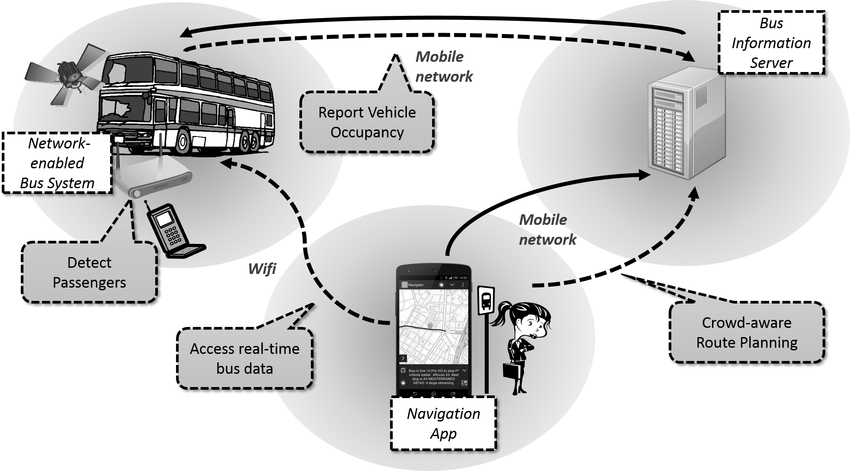 Bus
Information
Server
Mobile
network
Report Vehicle
Occupancy
Network-
enabled
Bus System
Detect
Passengers
Wifi
Mobile
network
Access real-time
bus data
Crowd-aware
Route Planning
Navigator
Navigation
App